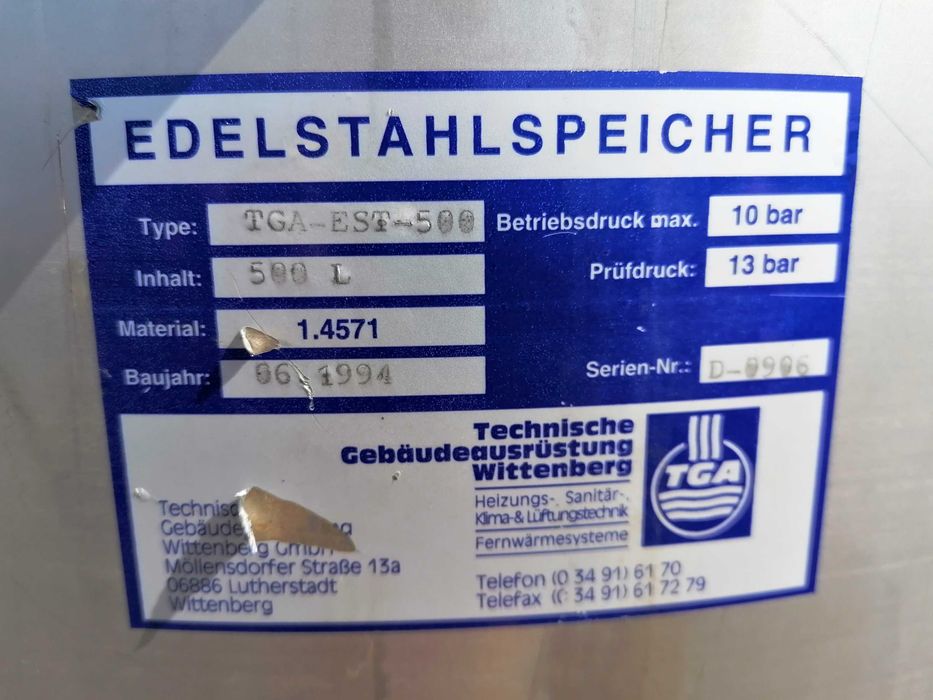 EDELSTAHLSPEICHER
Type: TGA-EST-500
Betriebsdruck max. 10 bar
Inhalt: 500 L
Prüfdruck: 13 bar
Material: 1.4571
Baujahr: 06.1994
Serien-Nr.: D-0906
Technische
Gebäudeausrüstung
Wittenberg
TGA
Heizungs-, Sanitär-,
Klima- & Lüftungstechnik
Fernwärmesysteme
Wittenberg GmbH
Möllensdorfer Straße 13a
06886 Lutherstadt
Wittenberg
Telefon (0 34 91) 61 70
Telefax (0 34 91) 61 72 79